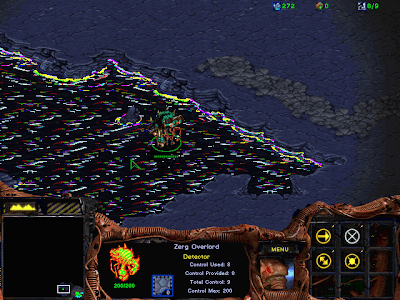 272
0
8/9
Zerg Overlord
Detector
Control Used: 8
Control Provided: 8
Total Control: 9
Control Max: 200
200/200
MENU